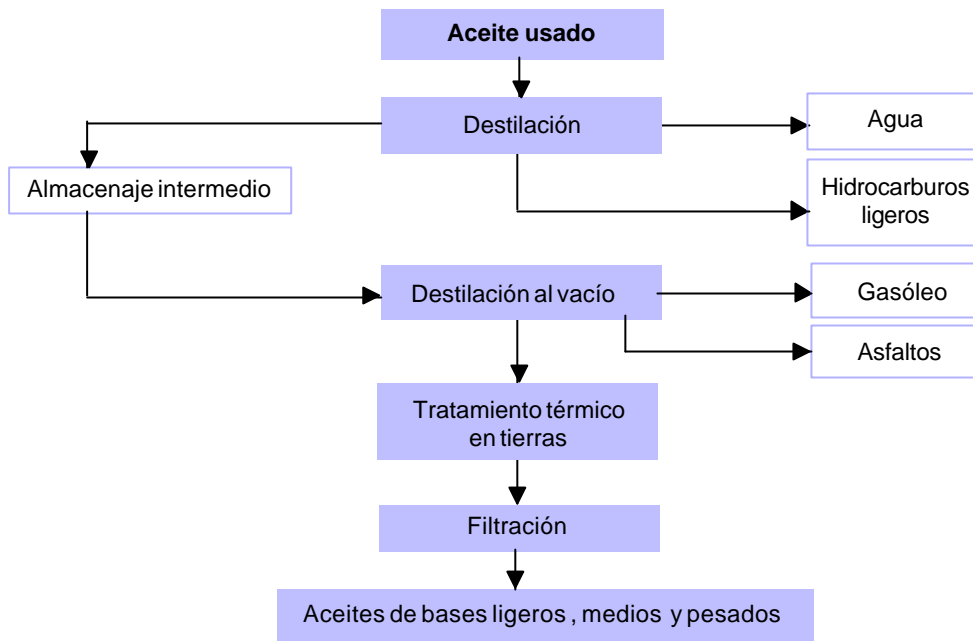 Aceite usado
Destilación
Agua
Almacenaje intermedio
Hidrocarburos
ligeros
Destilación al vacío
Gasóleo
Asfaltos
Tratamiento térmico
en tierras
Filtración
Aceites de bases ligeros , medios y pesados